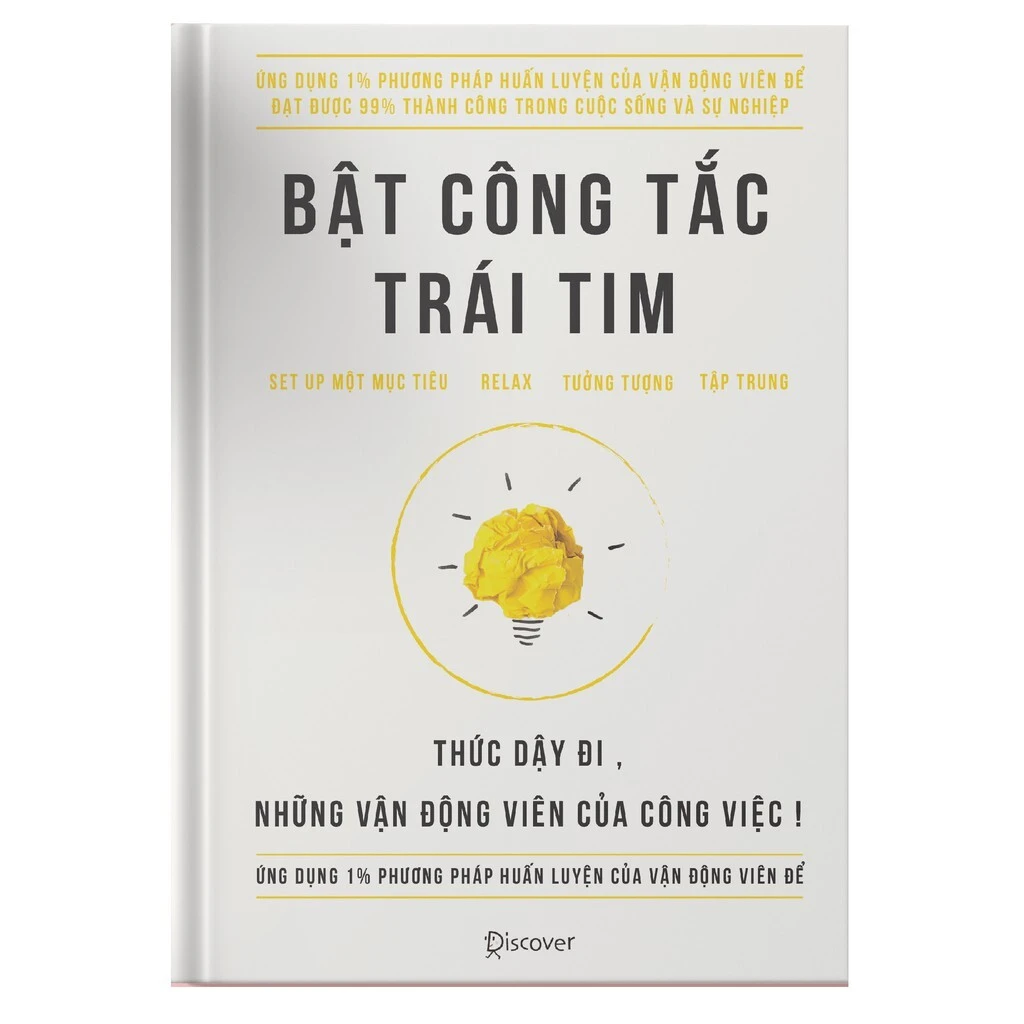 ỨNG DỤNG 1% PHƯƠNG PHÁP HUẤN LUYỆN CỦA VẬN ĐỘNG VIÊN ĐỂ
ĐẠT ĐƯỢC 99% THÀNH CÔNG TRONG CUỘC SỐNG VÀ SỰ NGHIỆP
BẬT CÔNG TẮC
TRÁI TIM
SET UP MỘT MỤC TIÊU RELAX TƯỞNG TƯỢNG TẬP TRUNG
THỨC DẬY ĐI ,
NHỮNG VẬN ĐỘNG VIÊN CỦA CÔNG VIỆC !
ỨNG DỤNG 1% PHƯƠNG PHÁP HUẤN LUYỆN CỦA VẬN ĐỘNG VIÊN ĐỂ
Discover